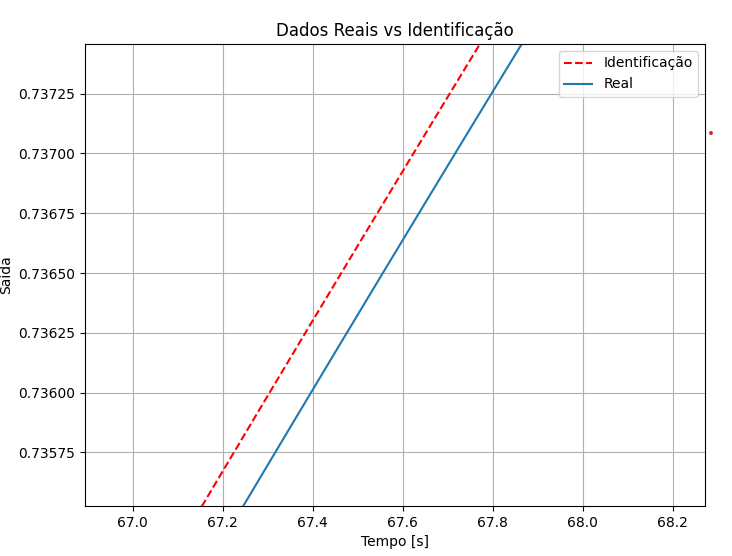 Dados Reais vs Identificação
Identificação
Real
0.73725
0.73700
0.73675
0.73650
0.73625
0.73600
0.73575
Saida
67.0 67.2 67.4 67.6 67.8 68.0 68.2
Tempo [s]